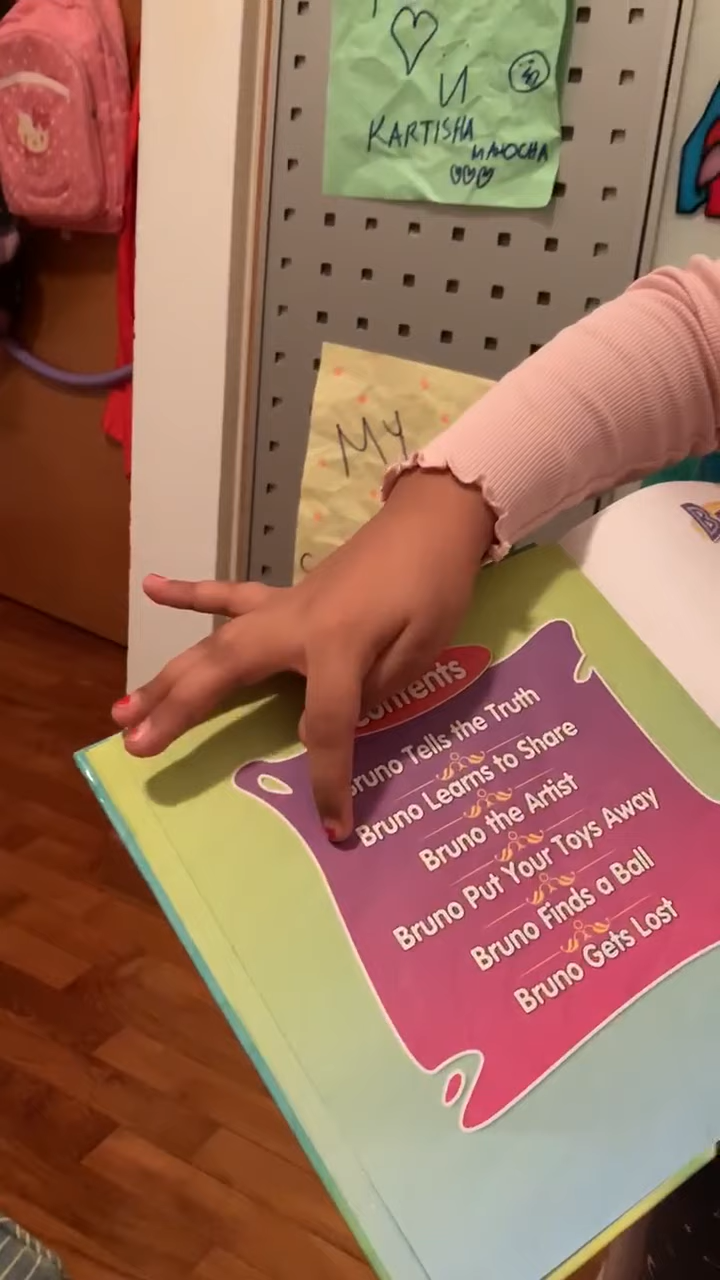 U
KARTISHA
MANOCHA
MY
Contents
Bruno Tells the Truth
Bruno Learns to Share
Bruno the Artist
Bruno Put Your Toys Away
Bruno Finds a Ball
Bruno Gets Lost